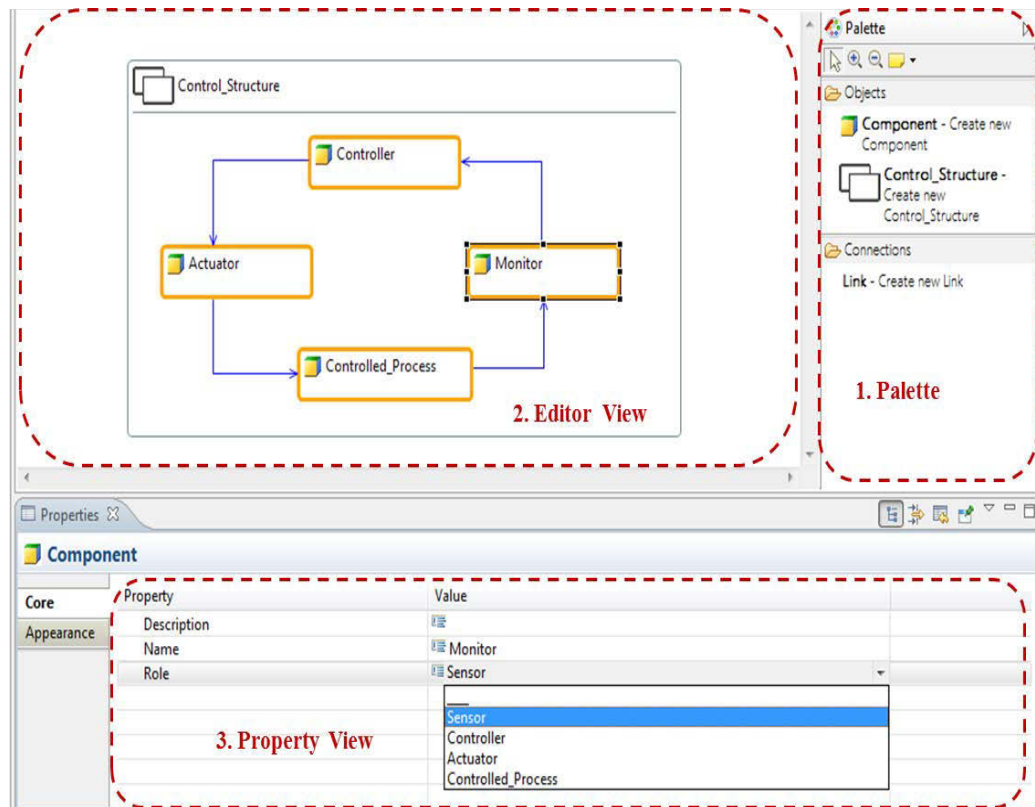 Control_Structure
Controller
Actuator
Monitor
Controlled_Process
2. Editor View
Palette
Objects
Component - Create new
Component
Control_Structure -
Create new
Control_Structure
Connections
Link - Create new Link
1. Palette
Properties
Component
Core
Appearance
Property Value
Description
Name Monitor
Role Sensor
___
Sensor
Controller
Actuator
Controlled_Process
3. Property View